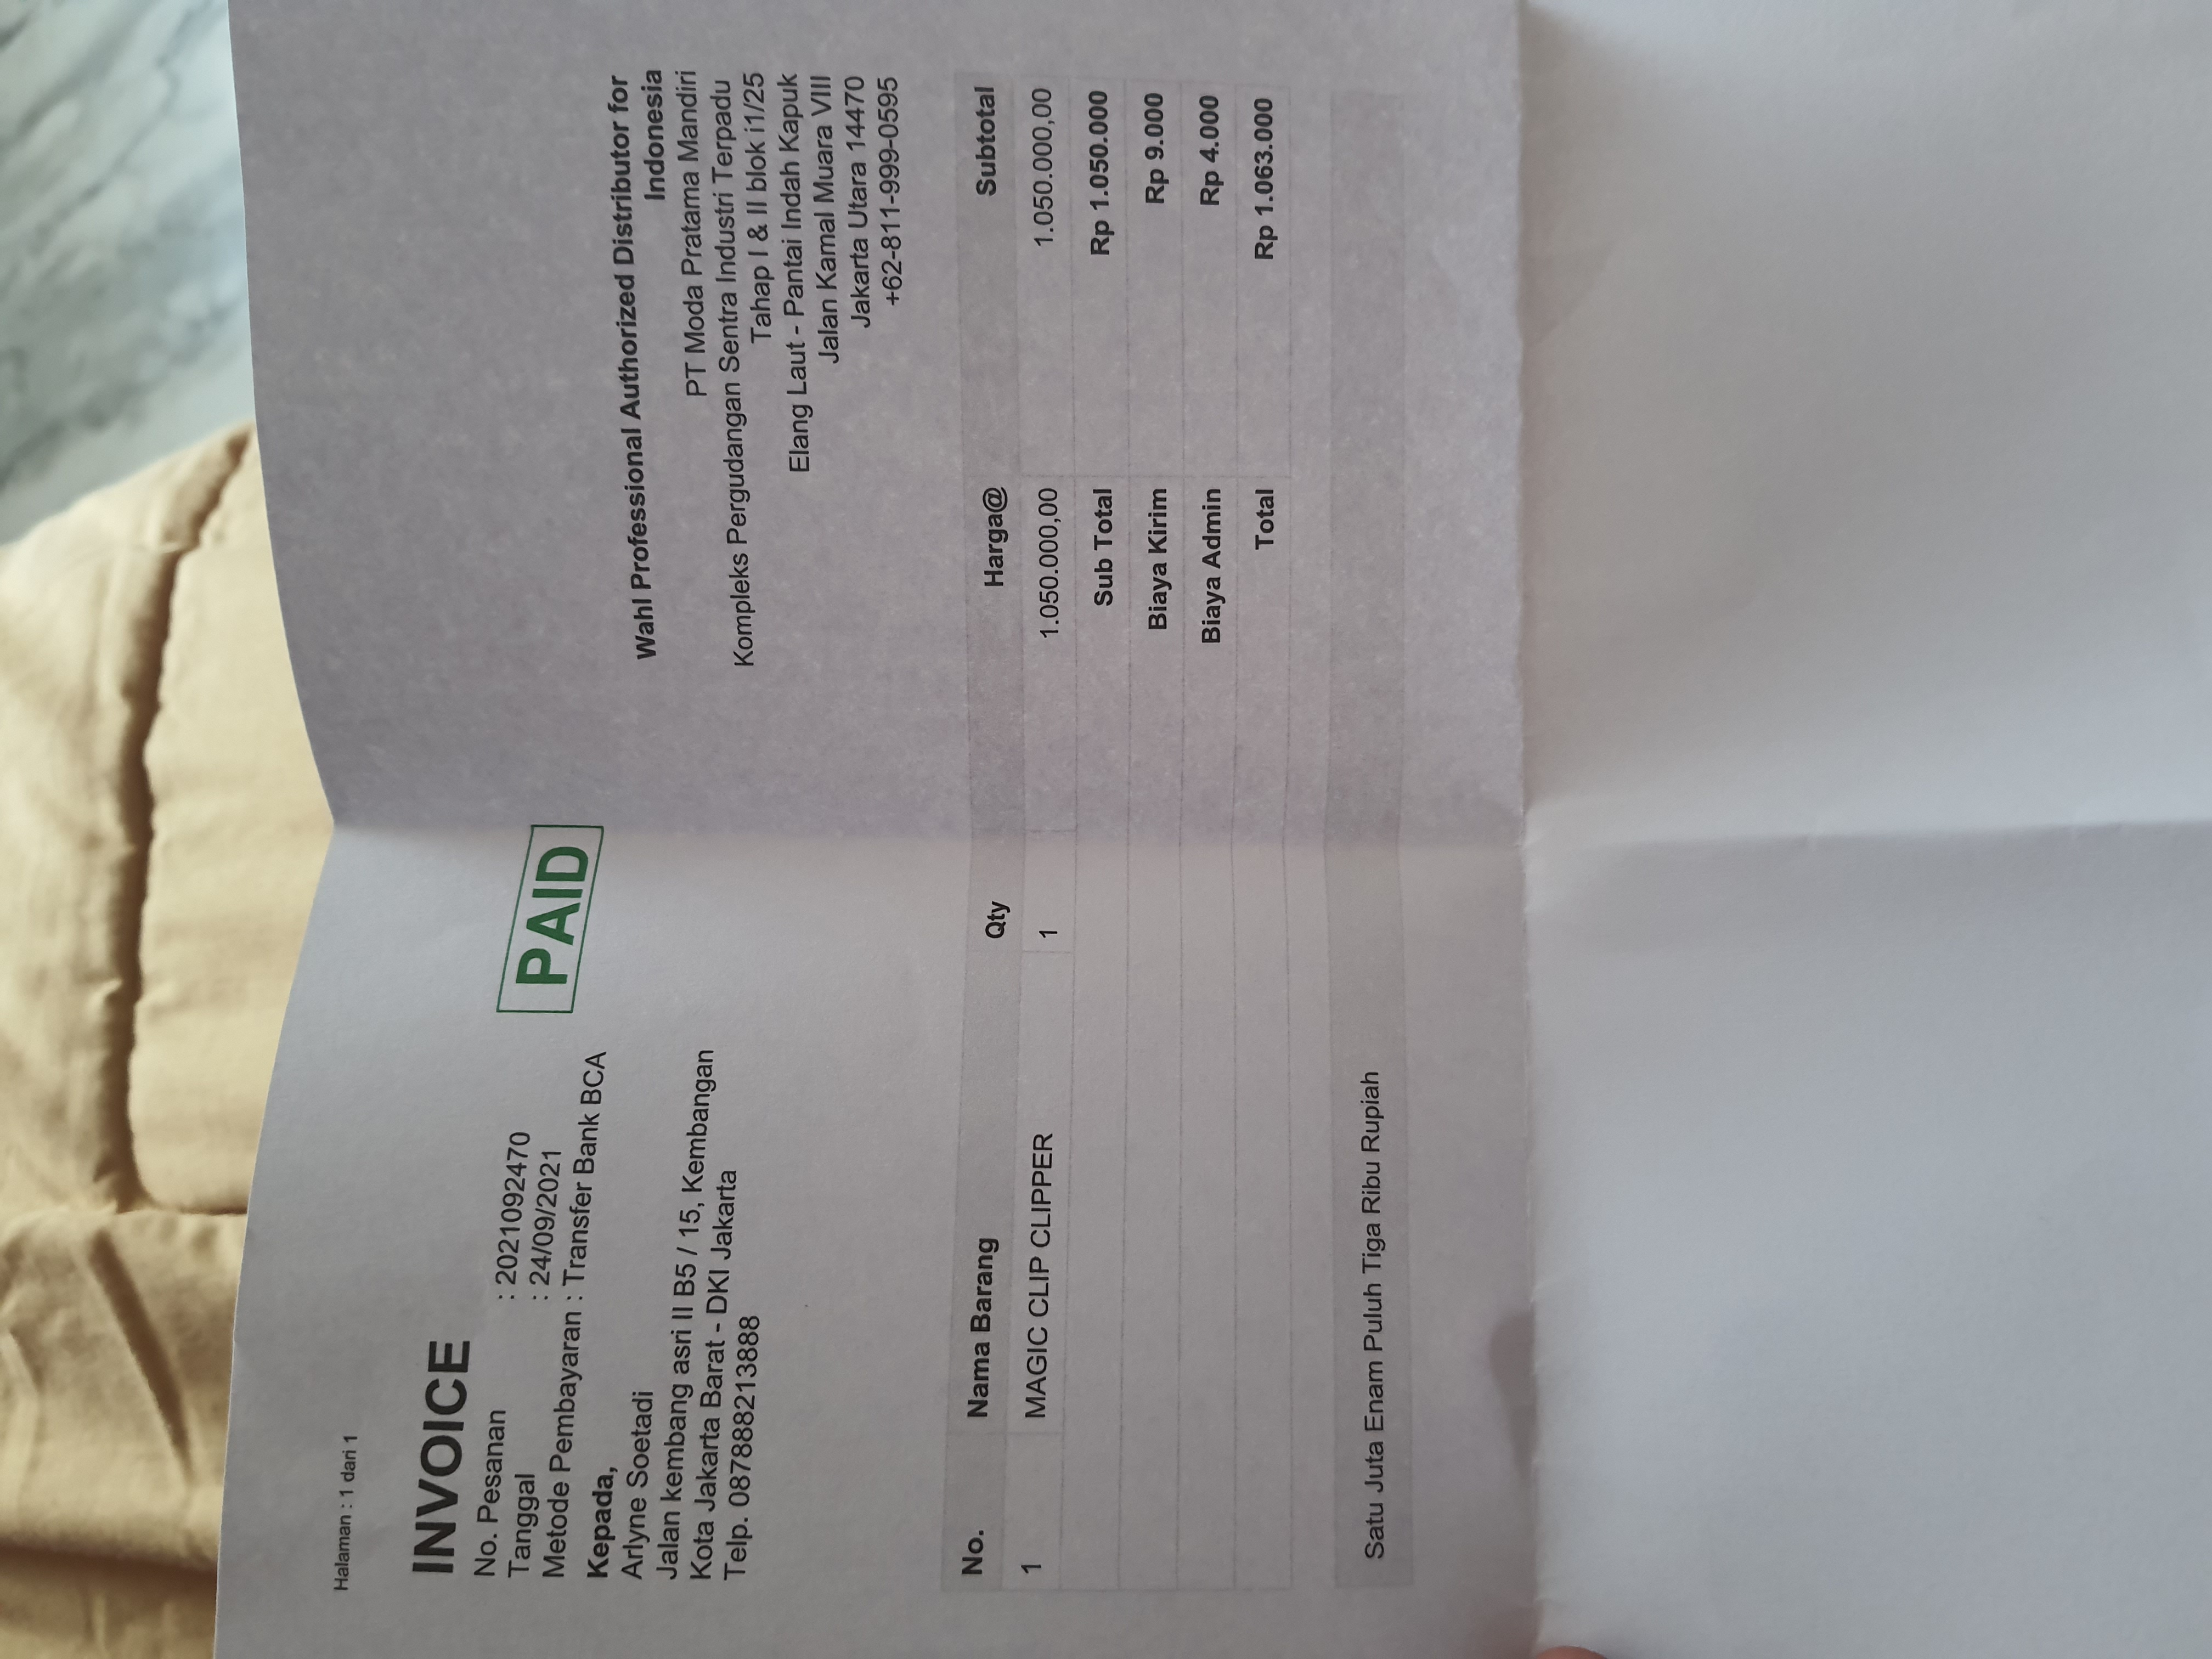 Halaman : 1 dari 1
INVOICE
No. Pesanan : 2021092470
Tanggal : 24/09/2021
Metode Pembayaran : Transfer Bank BCA
PAID
Kepada,
Arlyne Soetadi
Jalan kembang asri II B5 / 15, Kembangan
Kota Jakarta Barat - DKI Jakarta
Telp. 087888213888
Wahl Professional Authorized Distributor for
Indonesia
PT Moda Pratama Mandiri
Kompleks Pergudangan Sentra Industri Terpadu
Tahap I & II blok i1/25
Elang Laut - Pantai Indah Kapuk
Jalan Kamal Muara VIII
Jakarta Utara 14470
+62-811-999-0595
No. Nama Barang Qty Harga@ Subtotal
1 MAGIC CLIP CLIPPER 1 1.050.000,00 1.050.000,00
Sub Total Rp 1.050.000
Biaya Kirim Rp 9.000
Biaya Admin Rp 4.000
Total Rp 1.063.000
Satu Juta Enam Puluh Tiga Ribu Rupiah